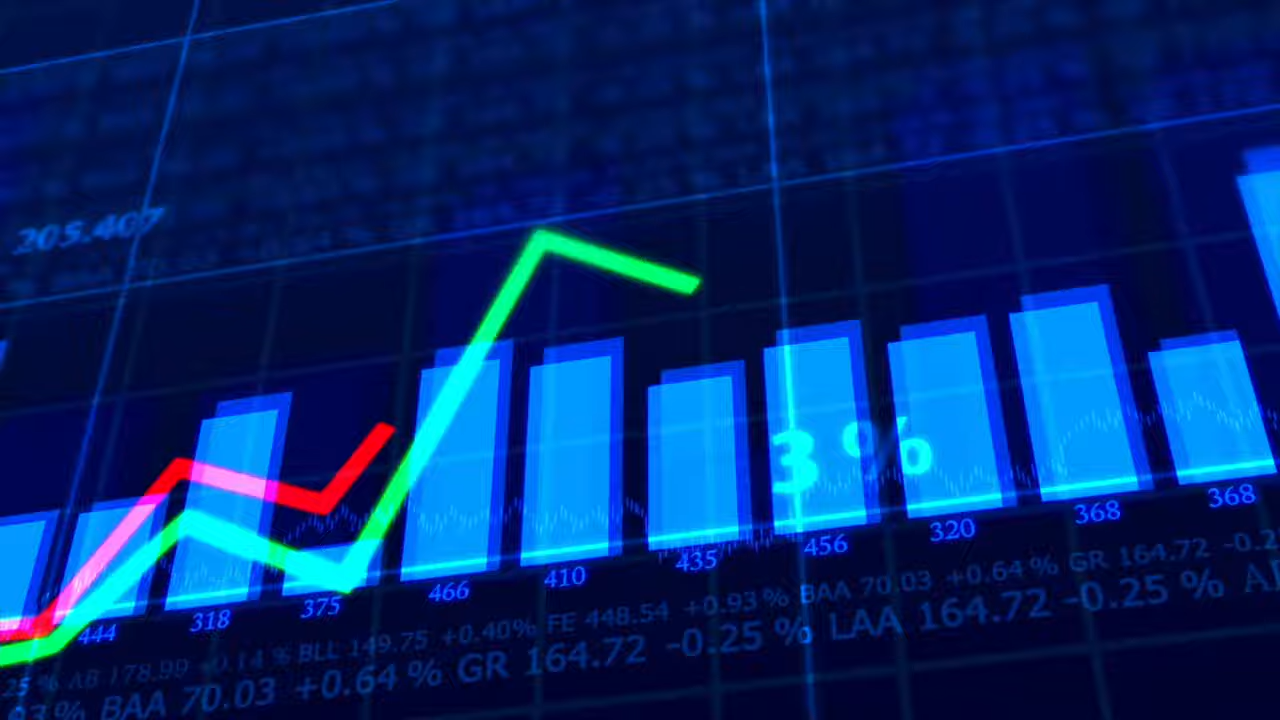 205.407
3 %
444 318 375 466 410 435 456 320 368 368
25 % AB 178.99 +0.14 % BLL 149.75 +0.40% FE 448.54 +0.93 % BAA 70.03 +0.64 % GR 164.72 -0.2
93% BAA 70.03 +0.64 % GR 164.72 -0.25 % LAA 164.72 -0.25 %